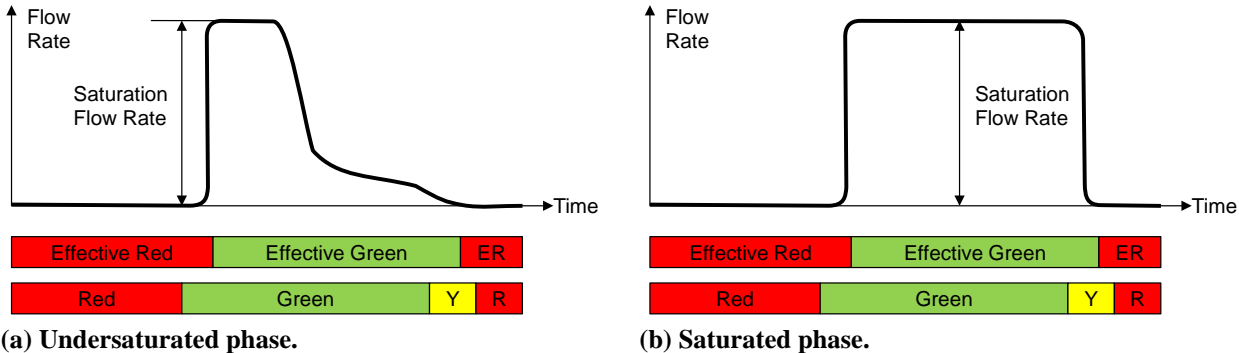 Flow
Rate
Saturation
Flow Rate
Time
Effective Red
Effective Green
ER
Red
Green
Y
R
(a) Undersaturated phase.
Flow
Rate
Saturation
Flow Rate
Time
Effective Red
Effective Green
ER
Red
Green
Y
R
(b) Saturated phase.